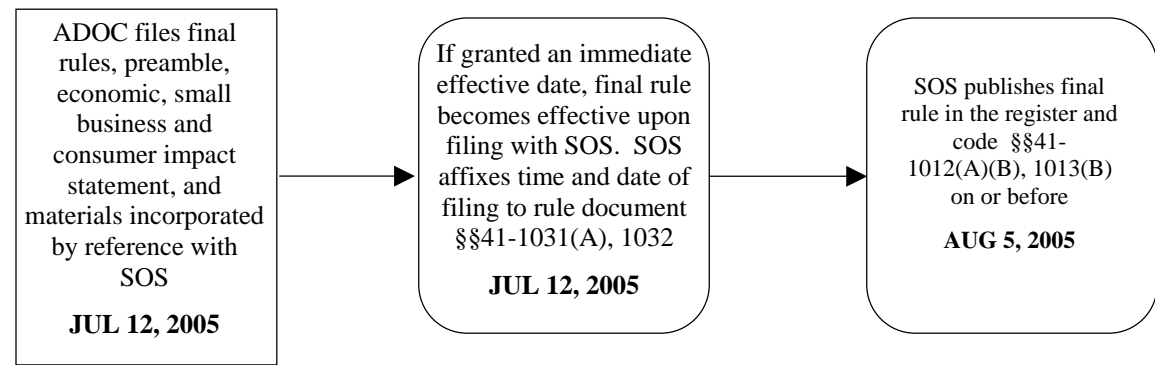 ADOC files final
rules, preamble,
economic, small
business and
consumer impact
statement, and
materials incorporated
by reference with
SOS
JUL 12, 2005
If granted an immediate
effective date, final rule
becomes effective upon
filing with SOS.  SOS
affixes time and date of
filing to rule document
§§41-1031(A), 1032
JUL 12, 2005
SOS publishes final
rule in the register and
code  §§41-
1012(A)(B), 1013(B)
on or before
AUG 5, 2005